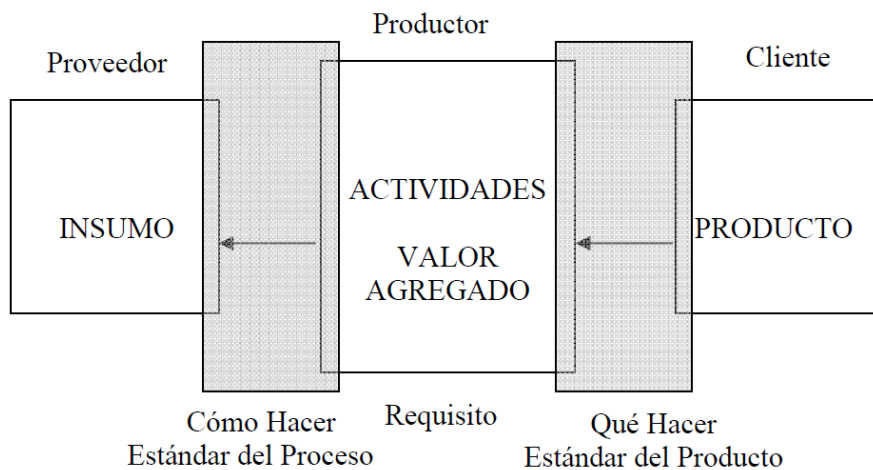 Proveedor
Productor
Cliente
INSUMO
ACTIVIDADES
VALOR
AGREGADO
PRODUCTO
Cómo Hacer
Estándar del Proceso
Requisito
Qué Hacer
Estándar del Producto